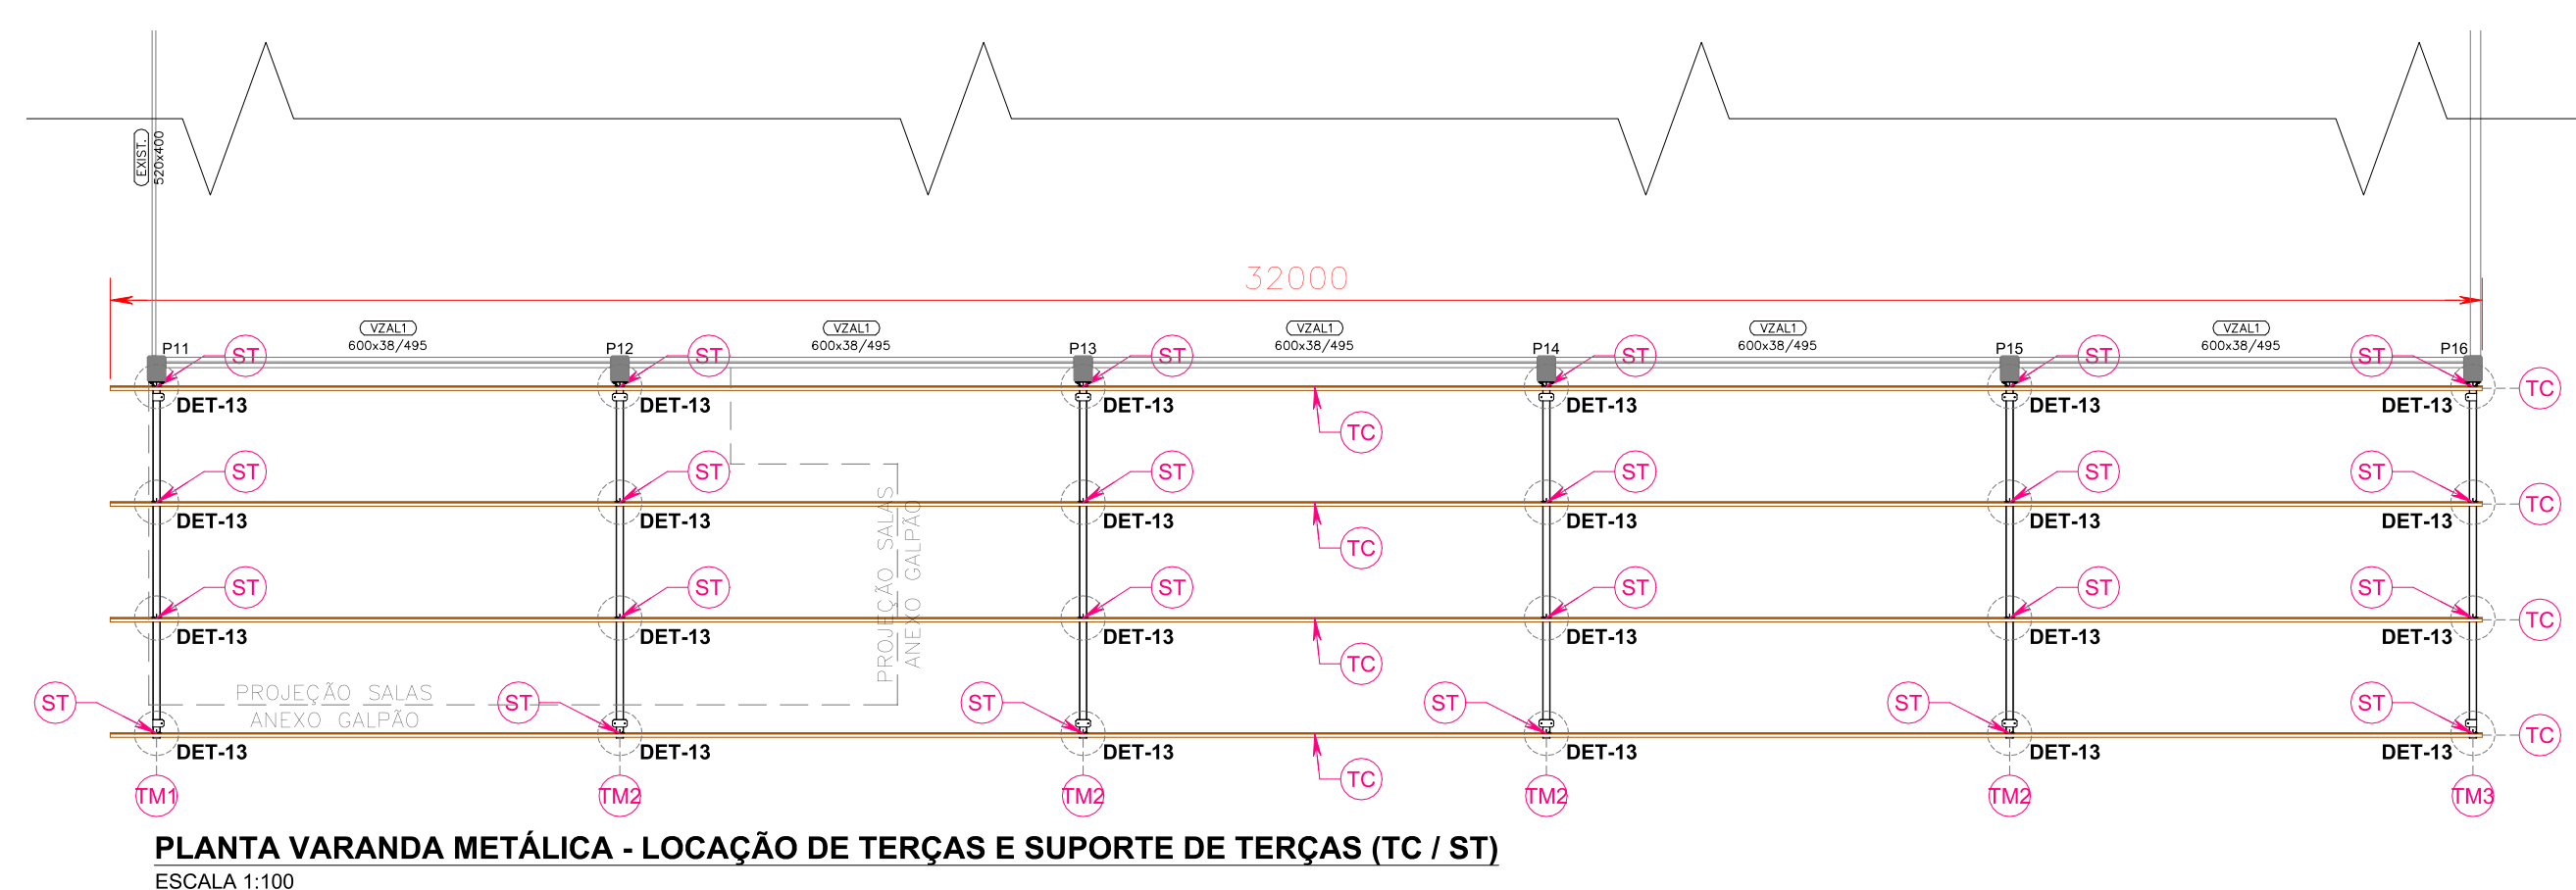 EXIST.
520x400
32000
VZAL1 VZAL1 VZAL1 VZAL1 VZAL1
600x38/495 600x38/495 600x38/495 600x38/495 600x38/495
P11 P12 P13 P14 P15 P16
ST ST ST ST ST ST
TC
DET-13 DET-13 DET-13 DET-13 DET-13 DET-13
TC
ST ST ST ST ST ST
TC
DET-13 DET-13 DET-13 DET-13 DET-13 DET-13
TC
PROJEÇÃO SALAS
ANEXO GALPÃO
ST ST ST ST ST ST
TC
DET-13 DET-13 DET-13 DET-13 DET-13 DET-13
TC
PROJEÇÃO SALAS
ANEXO GALPÃO
ST ST ST ST ST ST
TC
DET-13 DET-13 DET-13 DET-13 DET-13 DET-13
TC
TM1 TM2 TM2 TM2 TM2 TM3
PLANTA VARANDA METÁLICA - LOCAÇÃO DE TERÇAS E SUPORTE DE TERÇAS (TC / ST)
ESCALA 1:100